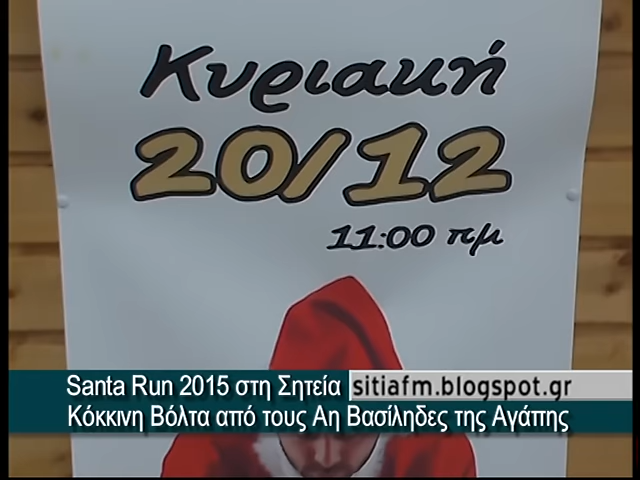 Κυριακή
20/12
11:00 πμ
Santa Run 2015 στη Σητεία sitiafm.blogspot.gr
Κόκκινη Βόλτα από τους Αη Βασίληδες της Αγάπης